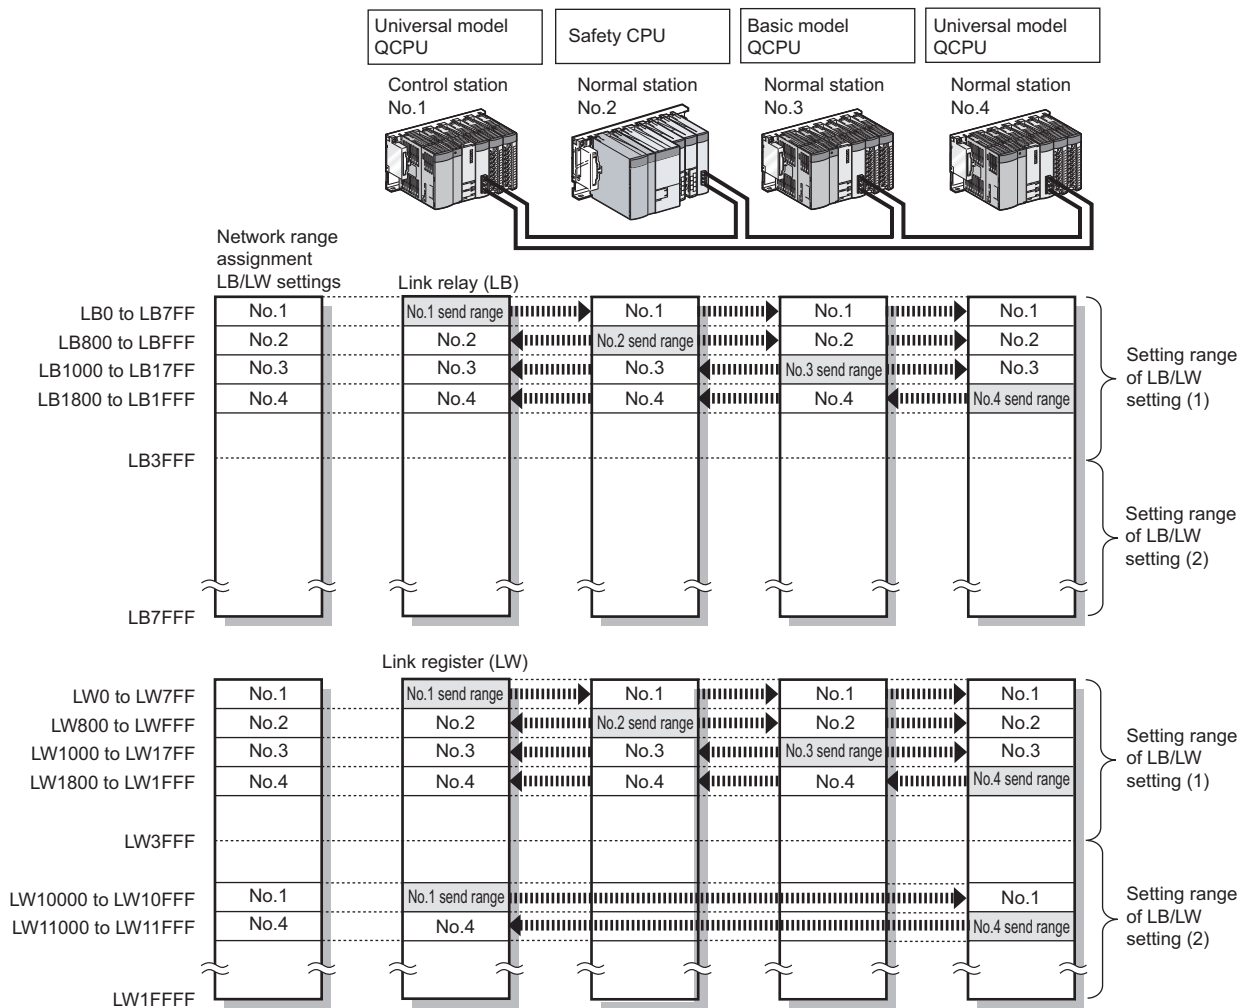 Universal model
QCPU
Safety CPU
Basic model
QCPU
Universal model
QCPU
Control station
No.1
Normal station
No.2
Normal station
No.3
Normal station
No.4
Network range
assignment
LB/LW settings
Link relay (LB)
LB0 to LB7FF No.1 No.1 send range No.1 No.1 No.1
LB800 to LBFFF No.2 No.2 No.2 send range No.2 No.2
LB1000 to LB17FF No.3 No.3 No.3 No.3 send range No.3
LB1800 to LB1FFF No.4 No.4 No.4 No.4 No.4 send range
Setting range
of LB/LW
setting (1)
LB3FFF
Setting range
of LB/LW
setting (2)
LB7FFF
Link register (LW)
LW0 to LW7FF No.1 No.1 send range No.1 No.1 No.1
LW800 to LWFFF No.2 No.2 No.2 send range No.2 No.2
LW1000 to LW17FF No.3 No.3 No.3 No.3 send range No.3
LW1800 to LW1FFF No.4 No.4 No.4 No.4 No.4 send range
Setting range
of LB/LW
setting (1)
LW3FFF
LW10000 to LW10FFF No.1 No.1 send range No.1
LW11000 to LW11FFF No.4 No.4 No.4 send range
Setting range
of LB/LW
setting (2)
LW1FFFF